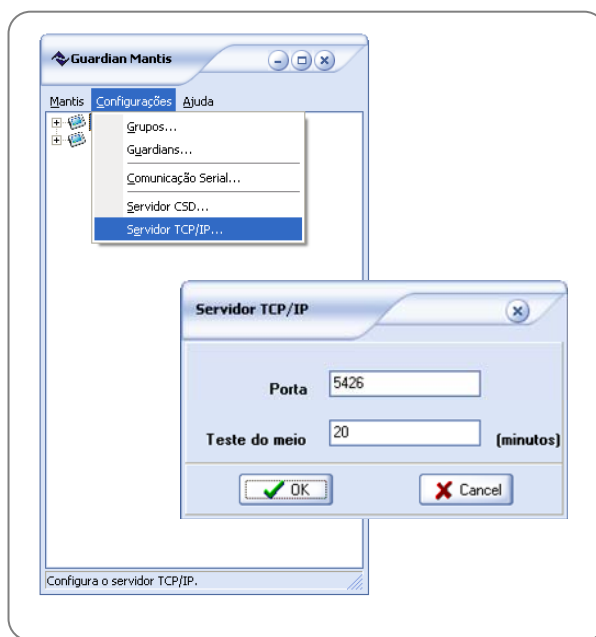 Guardian Mantis
Mantis Configurações Ajuda
Grupos...
Guardians...
Comunicação Serial...
Servidor CSD...
Servidor TCP/IP...
Servidor TCP/IP
Porta 5426
Teste do meio 20 (minutos)
OK Cancel
Configura o servidor TCP/IP.